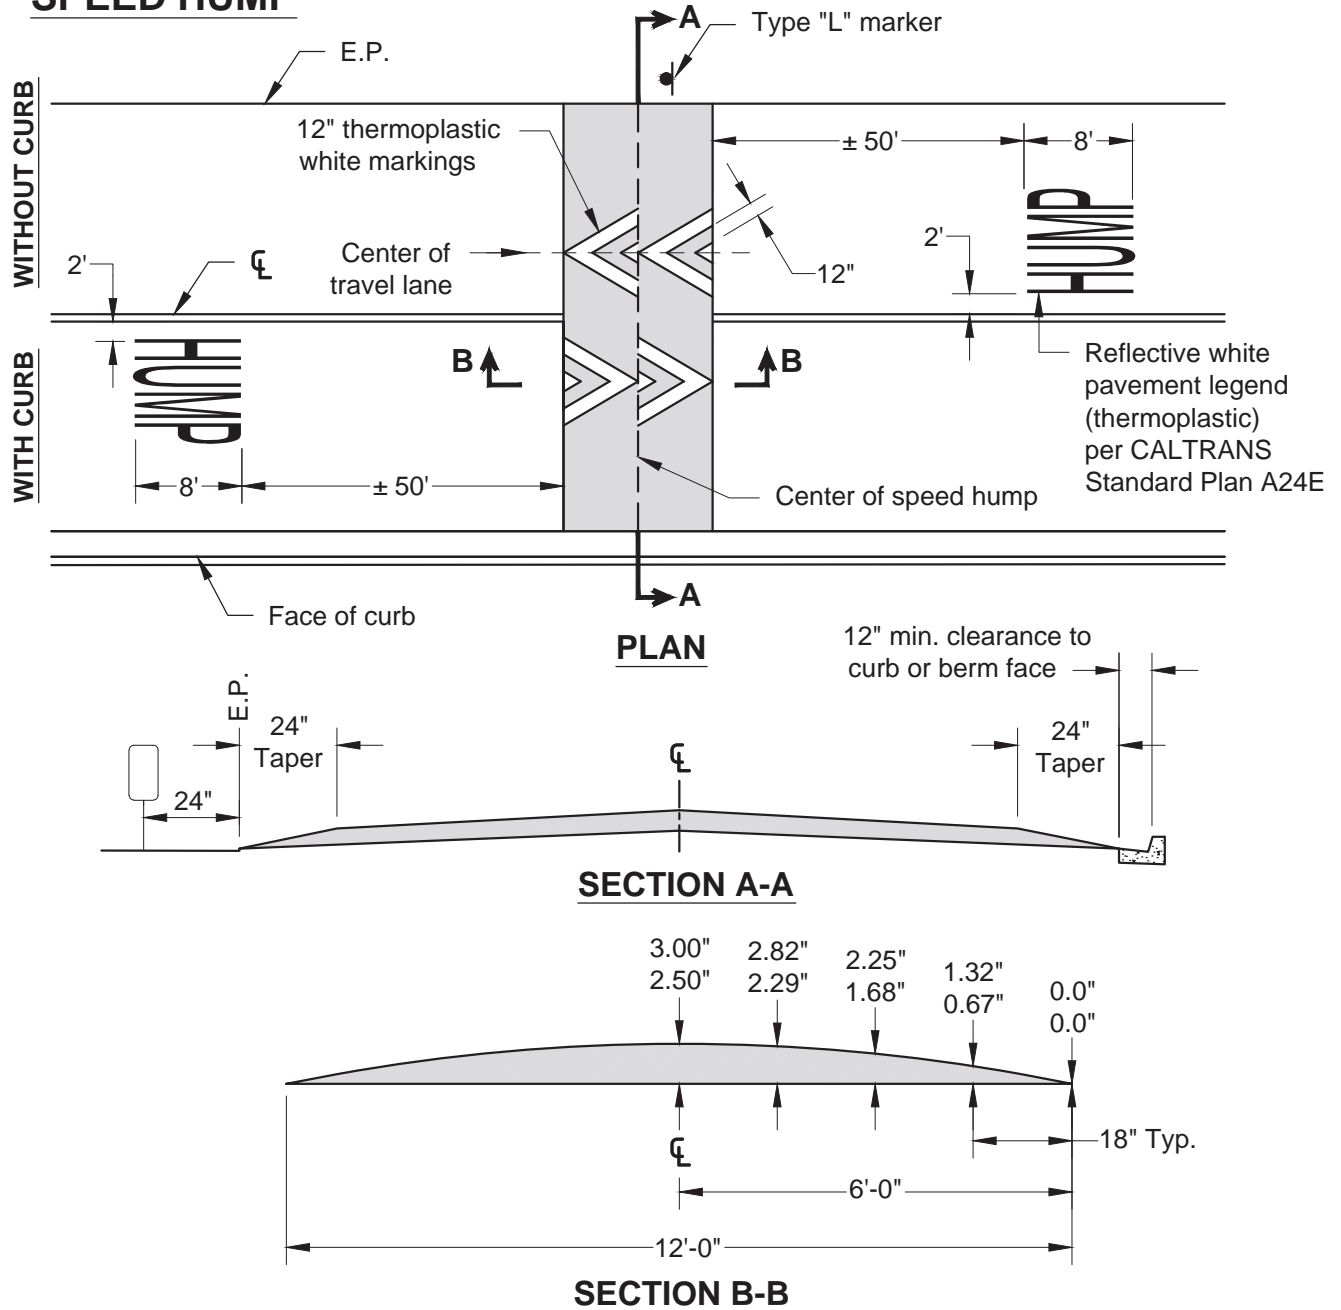 SPEED HUMP
A
Type "L" marker
E.P.
WITHOUT CURB
12" thermoplastic
white markings
± 50'
8'
2'
℄
Center of
travel lane
2'
12"
HUMP
WITH CURB
HUMP
B
B
Reflective white
pavement legend
(thermoplastic)
per CALTRANS
Standard Plan A24E
8'
± 50'
Center of speed hump
A
Face of curb
PLAN
12" min. clearance to
curb or berm face
E.P.
24"
Taper
24"
Taper
℄
24"
SECTION A-A
3.00"
2.50"
2.82"
2.29"
2.25"
1.68"
1.32"
0.67"
0.0"
0.0"
18" Typ.
℄
6'-0"
12'-0"
SECTION B-B